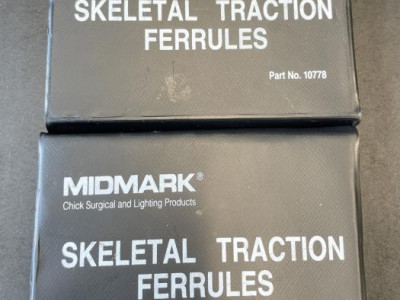 SKELETAL TRACTION
FERRULES
Part No. 10778
MIDMARK®
Chick Surgical and Lighting Products
SKELETAL TRACTION
FERRULES